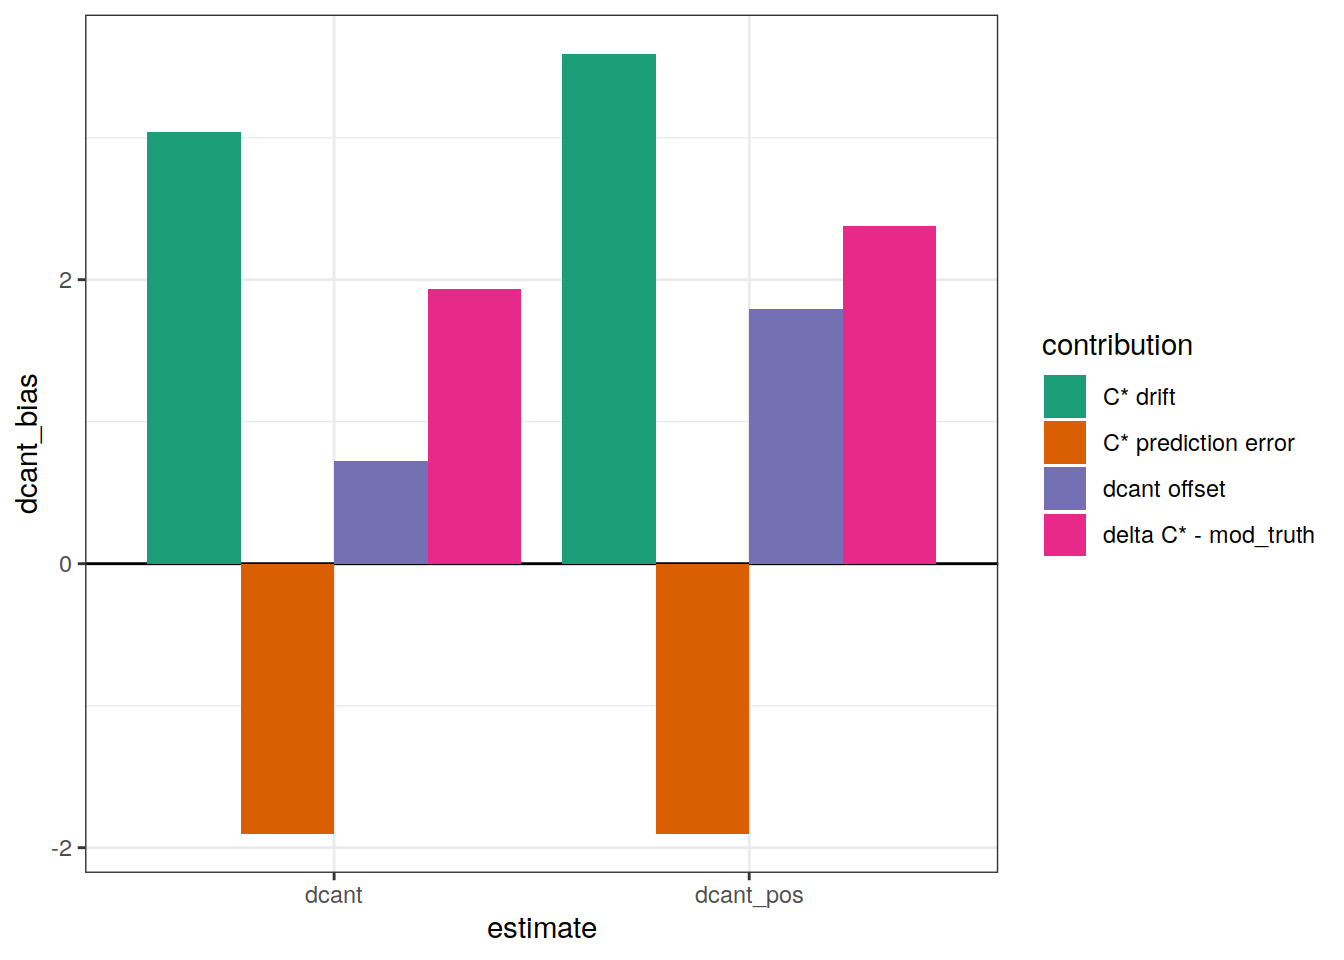 dcant_bias
2
0
-2
dcant
dcant_pos
estimate
contribution
C* drift
C* prediction error
dcant offset
delta C* - mod_truth